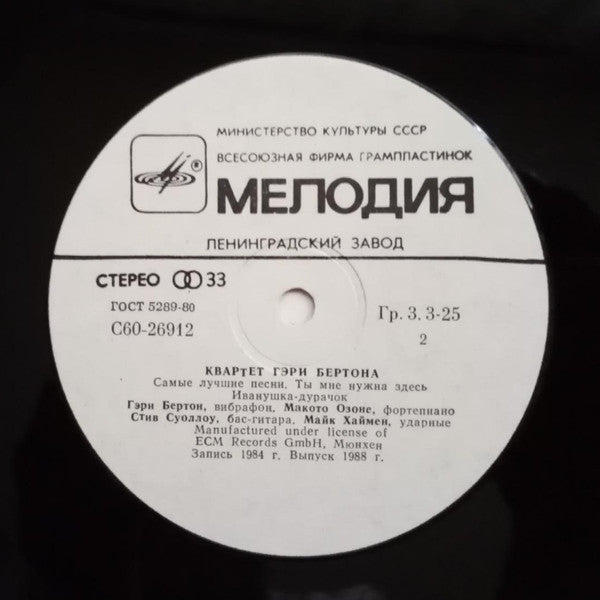 МИНИСТЕРСТВО КУЛЬТУРЫ СССР
ВСЕСОЮЗНАЯ ФИРМА ГРАМПЛАСТИНОК
®
МЕЛОДИЯ
ЛЕНИНГРАДСКИЙ ЗАВОД
СТЕРЕО 33
ГОСТ 5289-80
С60-26912
Гр. 3, 3-25
2
КВАРТЕТ ГЭРИ БЕРТОНА
Самые лучшие песни. Ты мне нужна здесь
Иванушка-дурачок
Гэри Бертон, вибрафон, Макото Озоне, фортепиано
Стив Суоллоу, бас-гитара, Майк Хаймен, ударные
Manufactured under license of
ECM Records GmbH, Мюнхен
Запись 1984 г. Выпуск 1988 г.